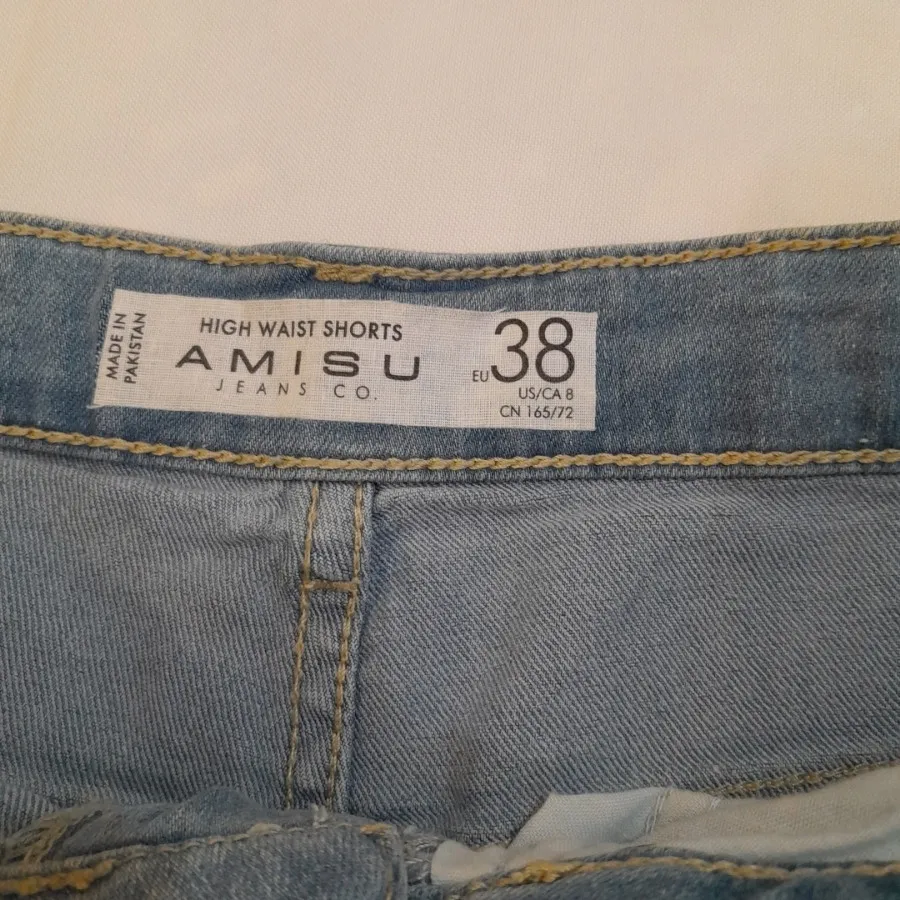 MADE IN
PAKISTAN
HIGH WAIST SHORTS
AMISU
JEANS CO.
EU 38
US/CA 8
CN 165/72